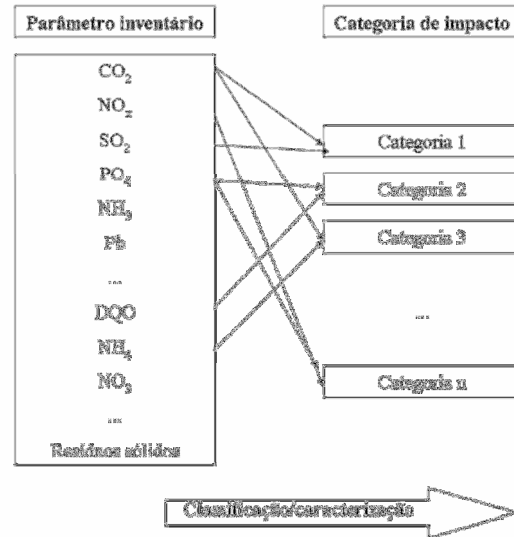 Parâmetro inventário
Categoria de impacto
CO₂
NOₓ
SO₂
PO₄
NH₃
Pb
...
DQO
NH₄
NO₃
...
Resíduos sólidos
Categoria 1
Categoria 2
Categoria 3
...
Categoria n
Classificação/caracterização